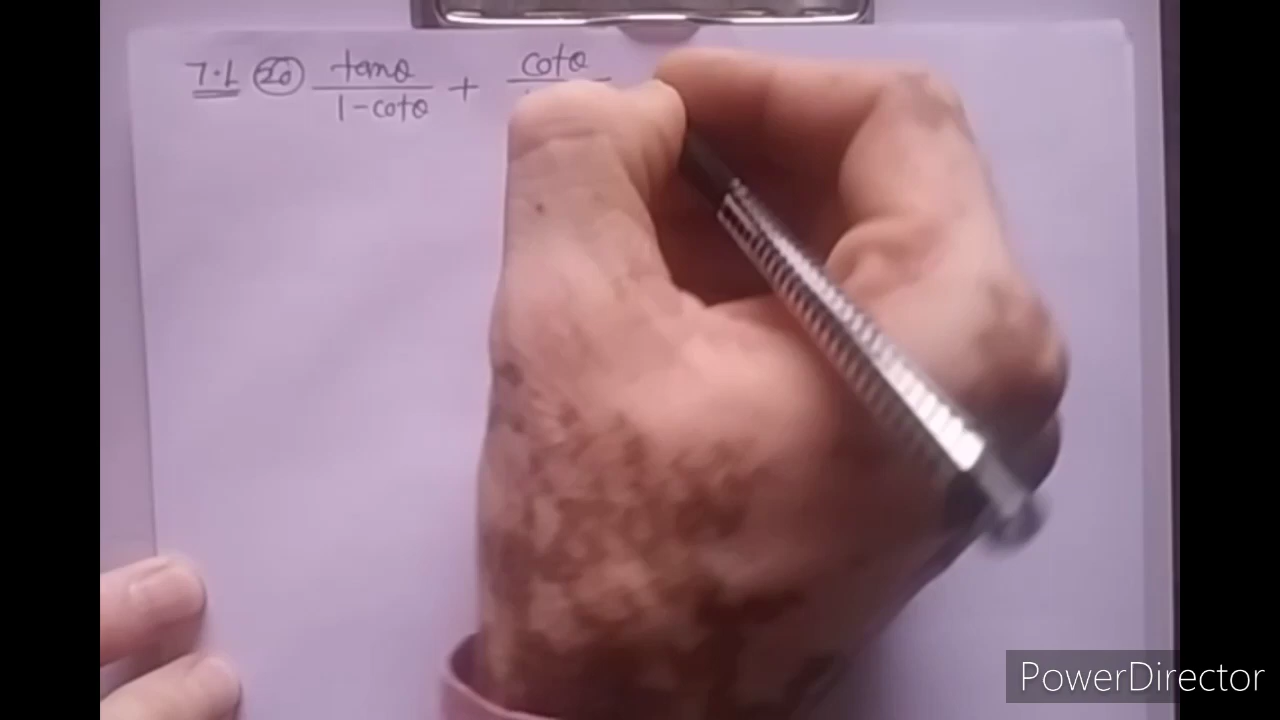 7.1 20 tanθ/1-cotθ + cotθ/
PowerDirector